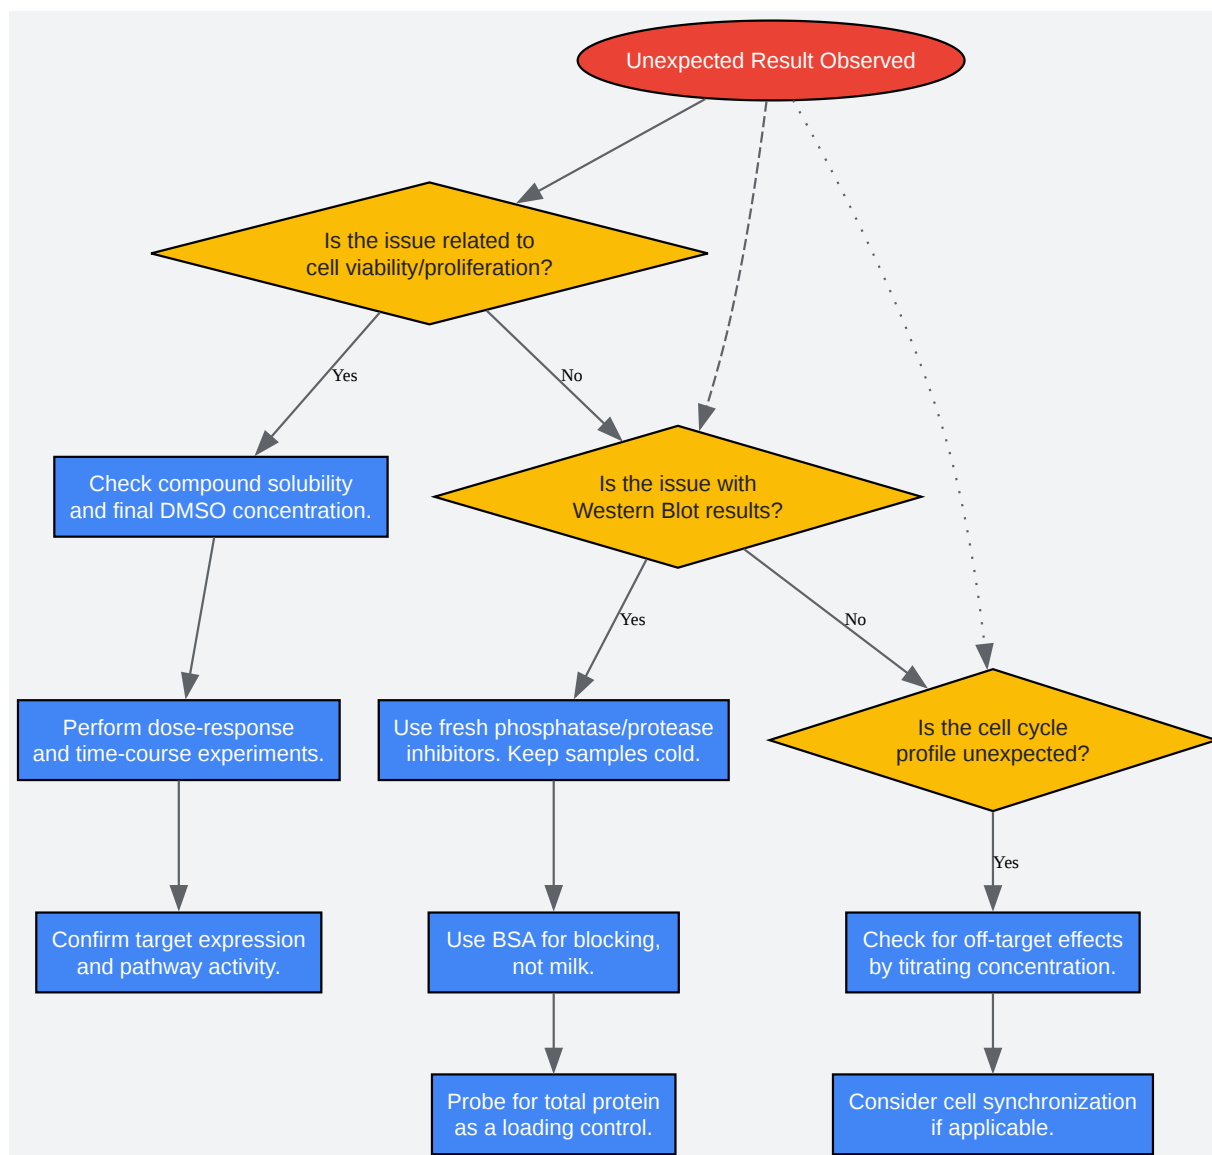 Unexpected Result Observed
Is the issue related to
cell viability/proliferation?
Yes
No
Check compound solubility
and final DMSO concentration.
Is the issue with
Western Blot results?
Yes
No
Perform dose-response
and time-course experiments.
Use fresh phosphatase/protease
inhibitors. Keep samples cold.
Is the cell cycle
profile unexpected?
Yes
Confirm target expression
and pathway activity.
Use BSA for blocking,
not milk.
Check for off-target effects
by titrating concentration.
Probe for total protein
as a loading control.
Consider cell synchronization
if applicable.